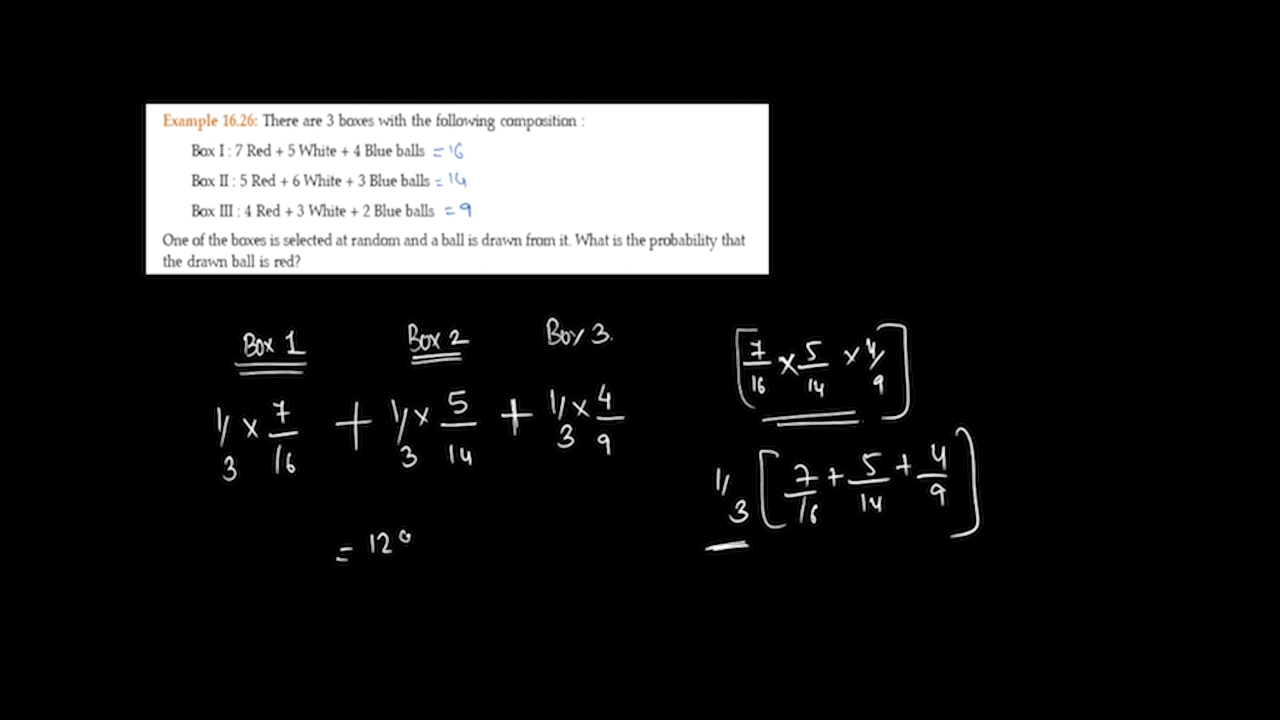 Example 16.26: There are 3 boxes with the following composition :
Box I : 7 Red + 5 White + 4 Blue balls = 16
Box II : 5 Red + 6 White + 3 Blue balls = 14
Box III : 4 Red + 3 White + 2 Blue balls = 9
One of the boxes is selected at random and a ball is drawn from it. What is the probability that
the drawn ball is red?
Box 1 Box 2 Box 3.
1/3 × 7/16 + 1/3 × 5/14 + 1/3 × 4/9
= 12
[7/16 × 5/14 × 4/9]
1/3 [7/16 + 5/14 + 4/9]